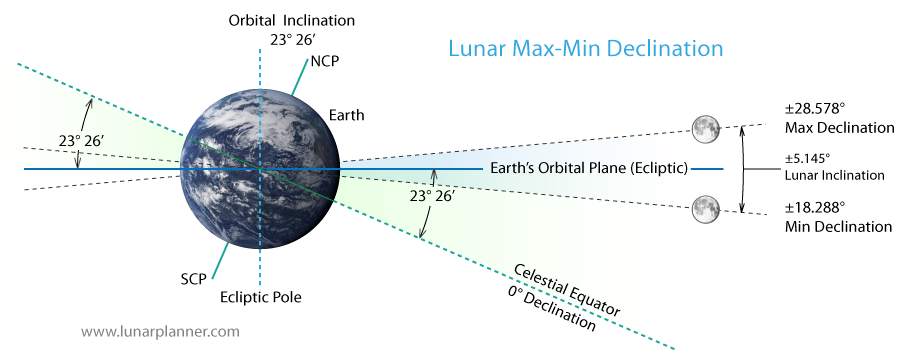 Orbital Inclination
23° 26′
NCP
Lunar Max-Min Declination
Earth
23° 26′
±28.578°
Max Declination
Earth's Orbital Plane (Ecliptic)
±5.145°
Lunar Inclination
23° 26′
±18.288°
Min Declination
SCP
Ecliptic Pole
Celestial Equator
0° Declination
www.lunarplanner.com